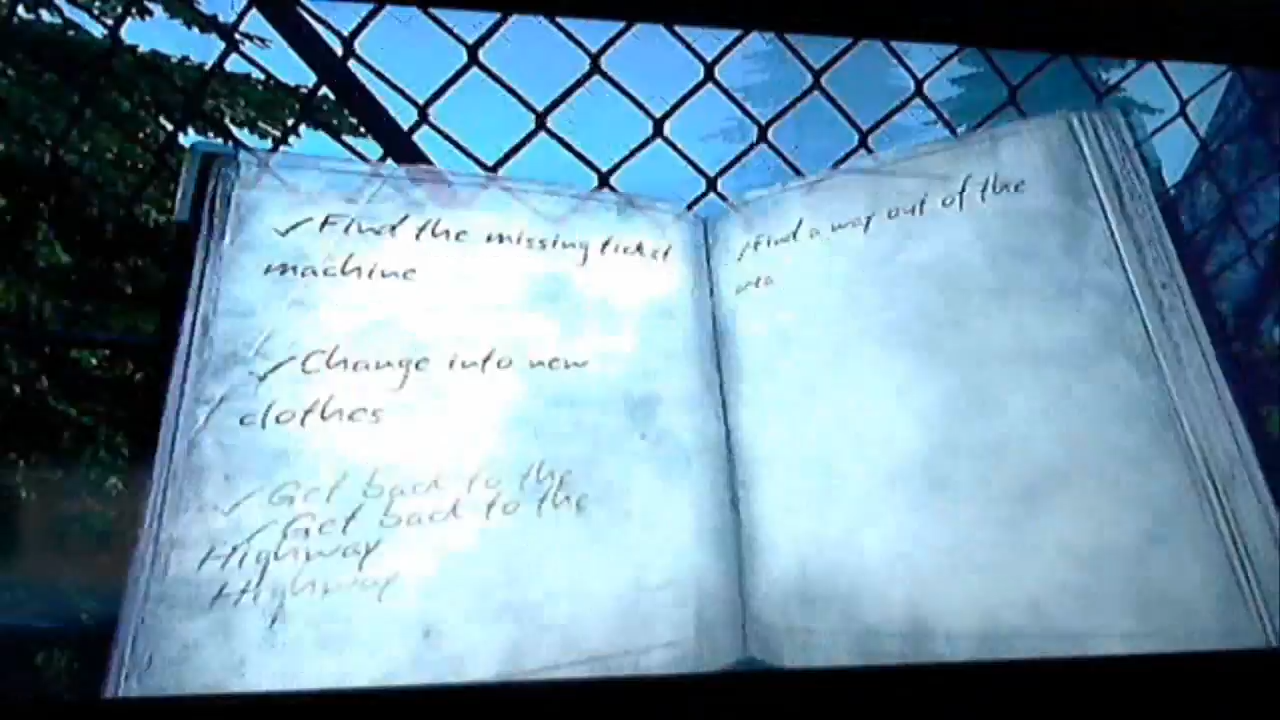 ✓Find the missing ticket
machine
✓Change into new
clothes
✓Get back to the
✓Get back to the
Highway
Highway
✓Find a way out of the
area